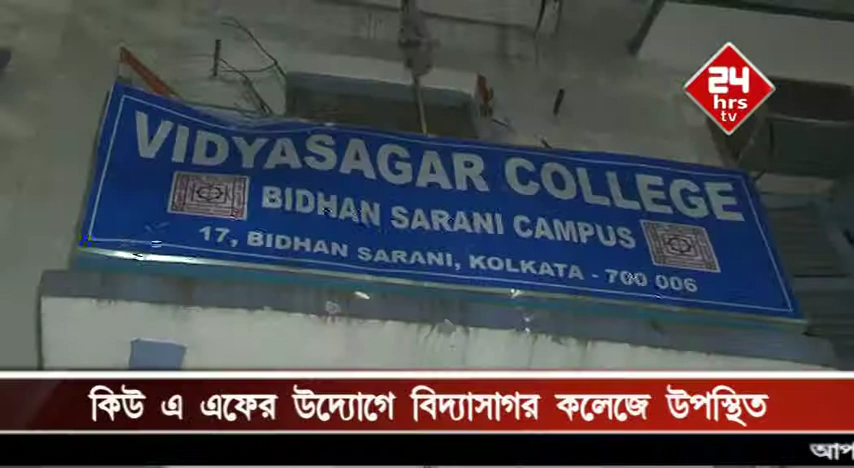 24
hrs
tv
VIDYASAGAR COLLEGE
BIDHAN SARANI CAMPUS
17, BIDHAN SARANI, KOLKATA - 700 006
কিউ এ এফের উদ্যোগে বিদ্যাসাগর কলেজে উপস্থিত